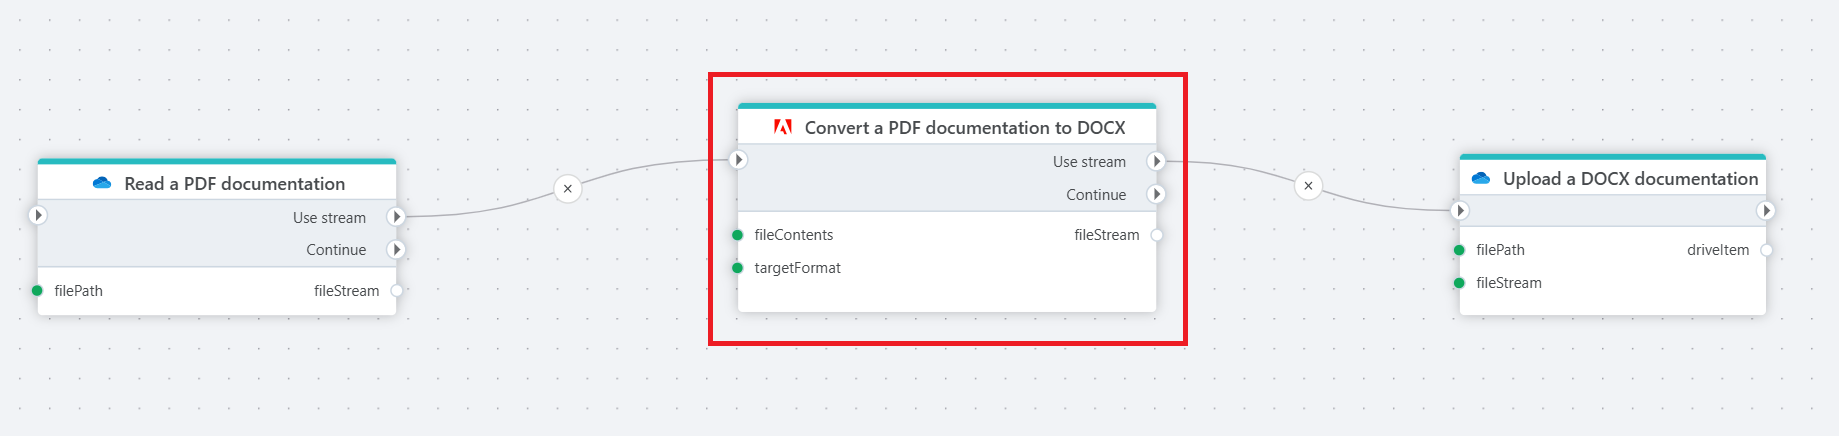 Read a PDF documentation
Use stream
Continue
filePath
fileStream
Convert a PDF documentation to DOCX
Use stream
Continue
fileContents
fileStream
targetFormat
Upload a DOCX documentation
filePath
driveItem
fileStream